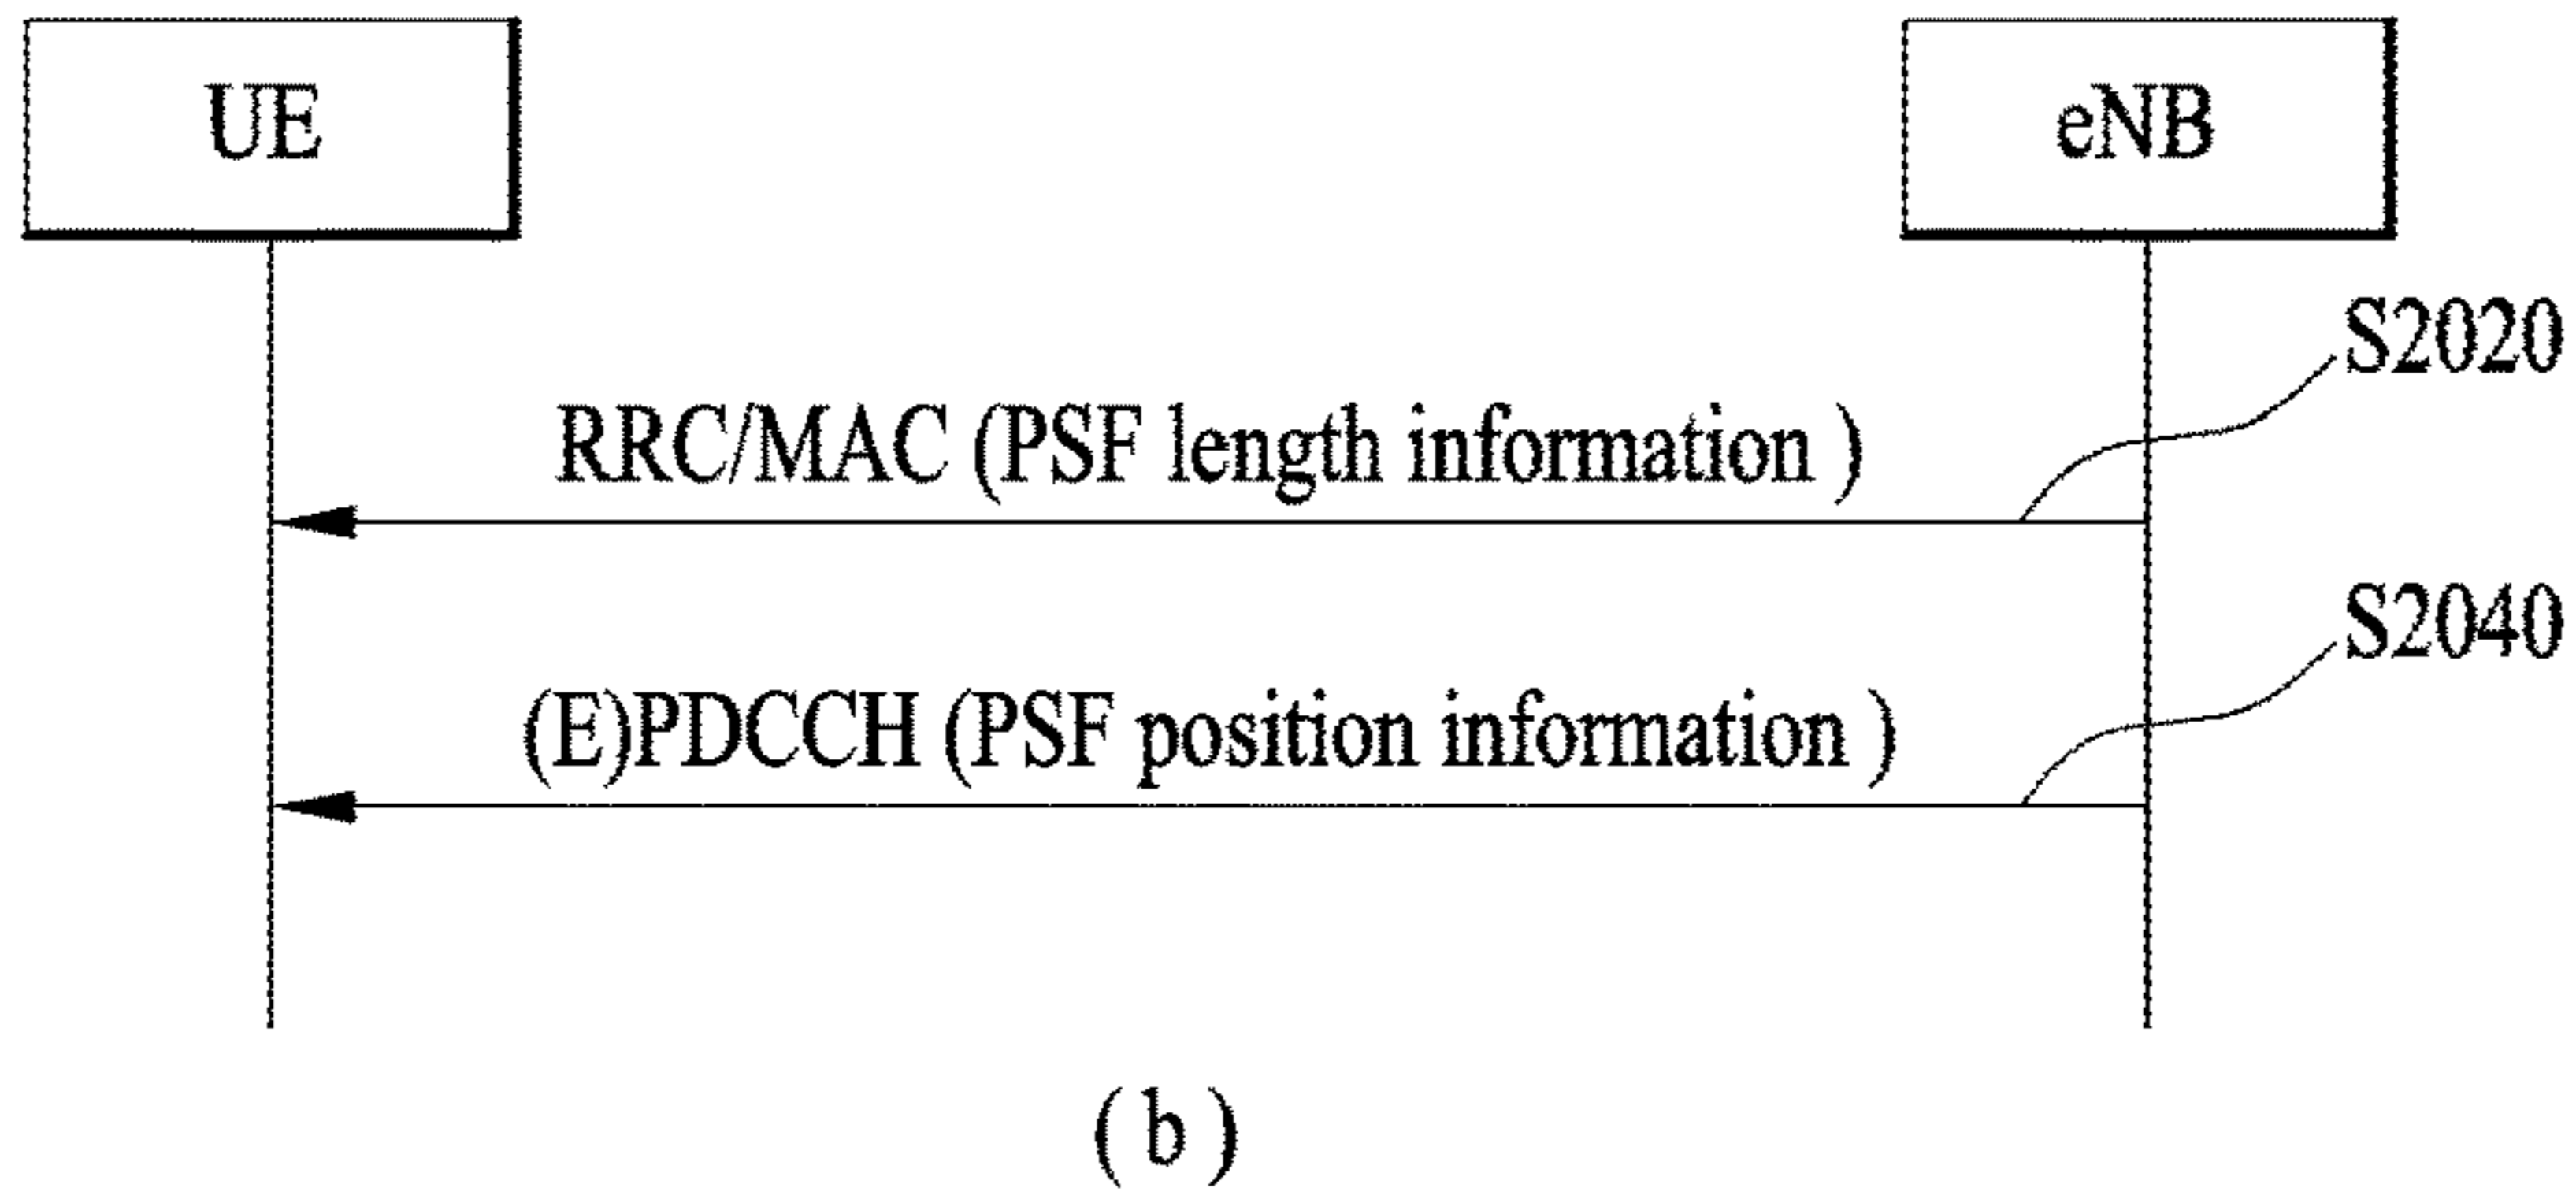 UE
eNB
S2020
RRC/MAC (PSF length information )
S2040
(E)PDCCH (PSF position information )
( b )